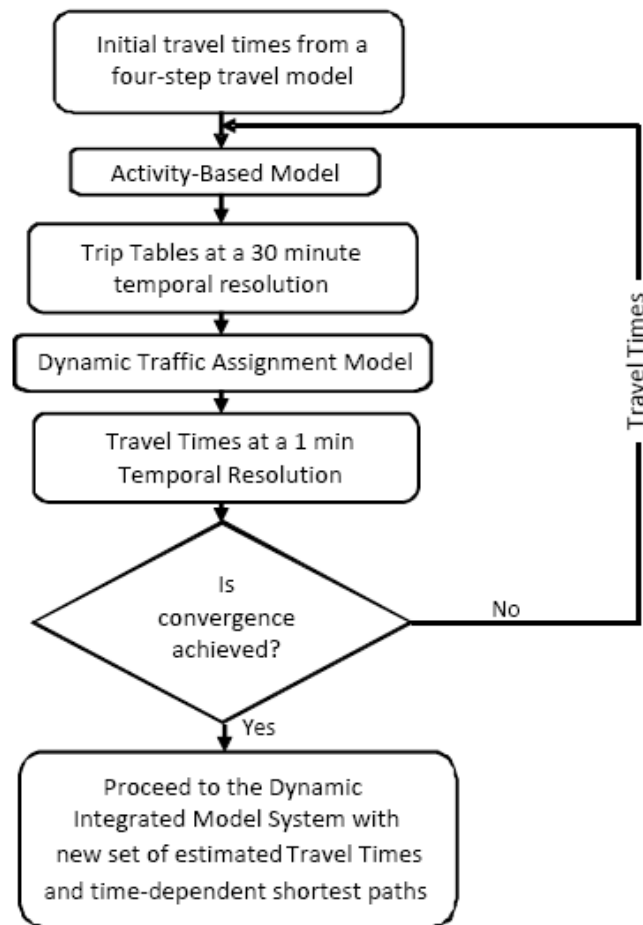 Initial travel times from a
four-step travel model
Activity-Based Model
Trip Tables at a 30 minute
temporal resolution
Dynamic Traffic Assignment Model
Travel Times at a 1 min
Temporal Resolution
Is
convergence
achieved?
No
Travel Times
Yes
Proceed to the Dynamic
Integrated Model System with
new set of estimated Travel Times
and time-dependent shortest paths